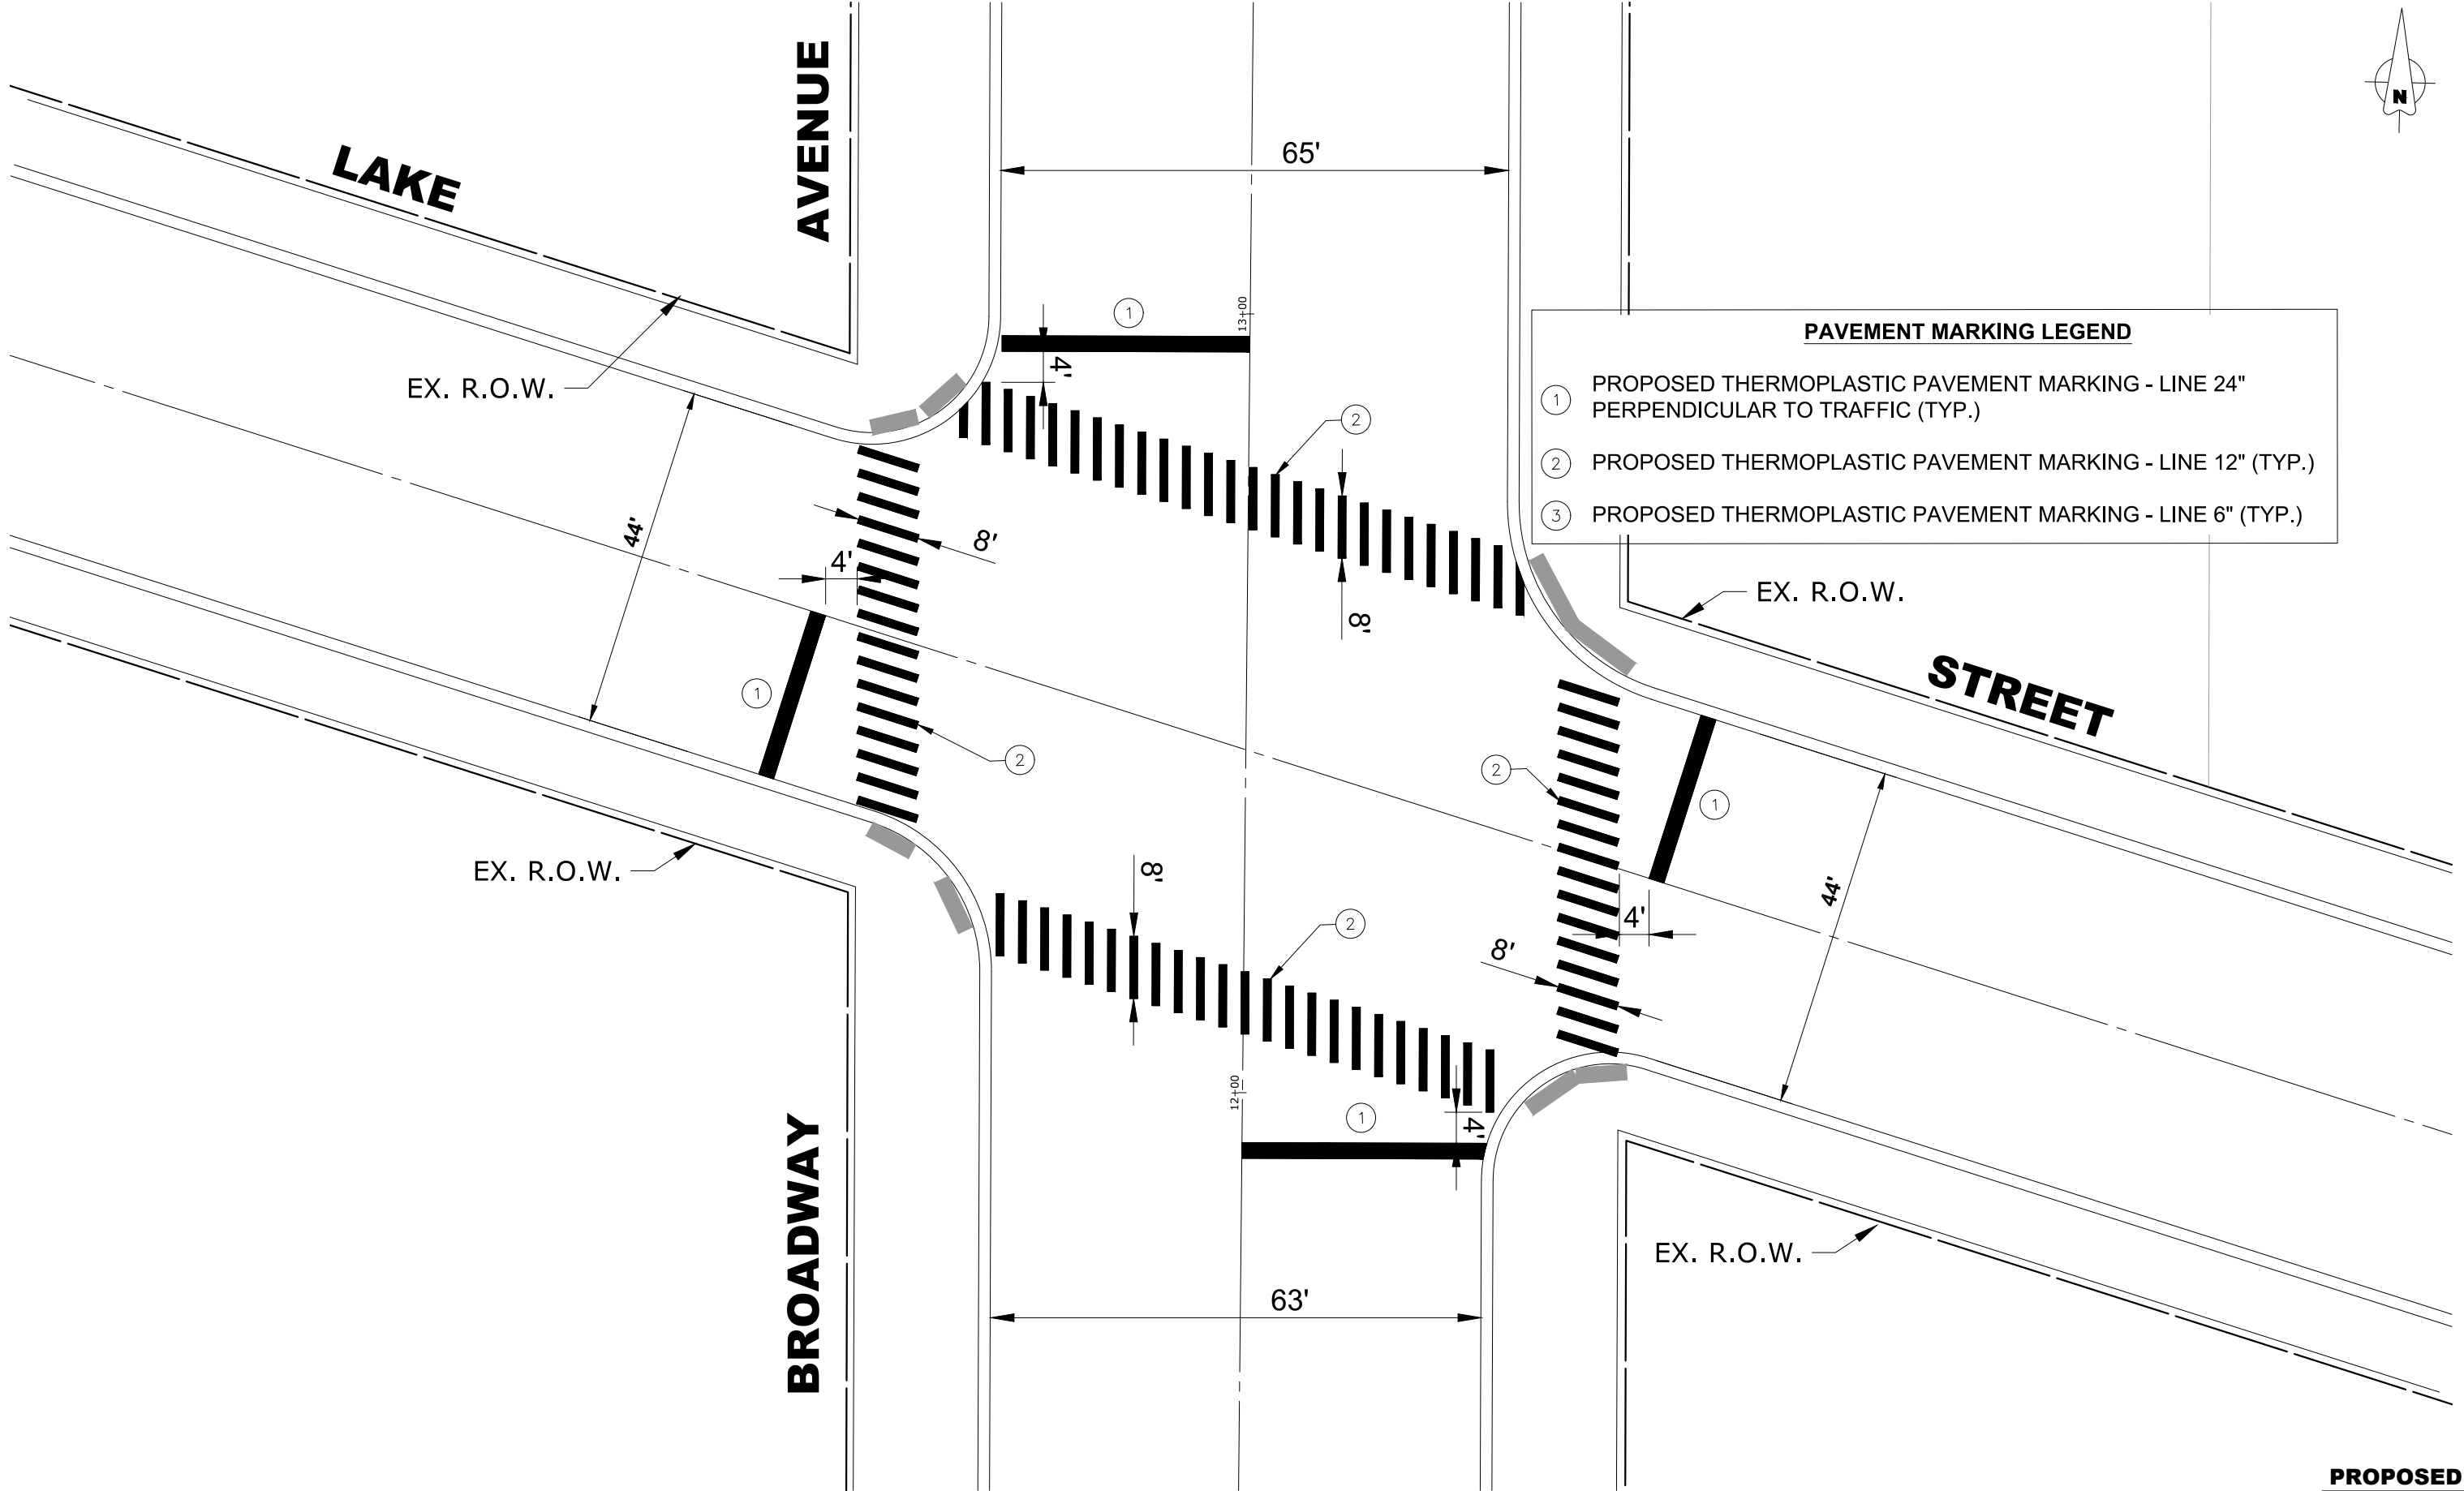 AVENUE
N
LAKE
65'
1
13+00
PAVEMENT MARKING LEGEND
1 PROPOSED THERMOPLASTIC PAVEMENT MARKING - LINE 24"
PERPENDICULAR TO TRAFFIC (TYP.)
2 PROPOSED THERMOPLASTIC PAVEMENT MARKING - LINE 12" (TYP.)
3 PROPOSED THERMOPLASTIC PAVEMENT MARKING - LINE 6" (TYP.)
4'
EX. R.O.W.
2
44'
8'
4'
8'
EX. R.O.W.
1
STREET
2
2
1
EX. R.O.W.
8'
44'
2
4'
8'
12+00
1
4'
BROADWAY
EX. R.O.W.
63'
PROPOSED